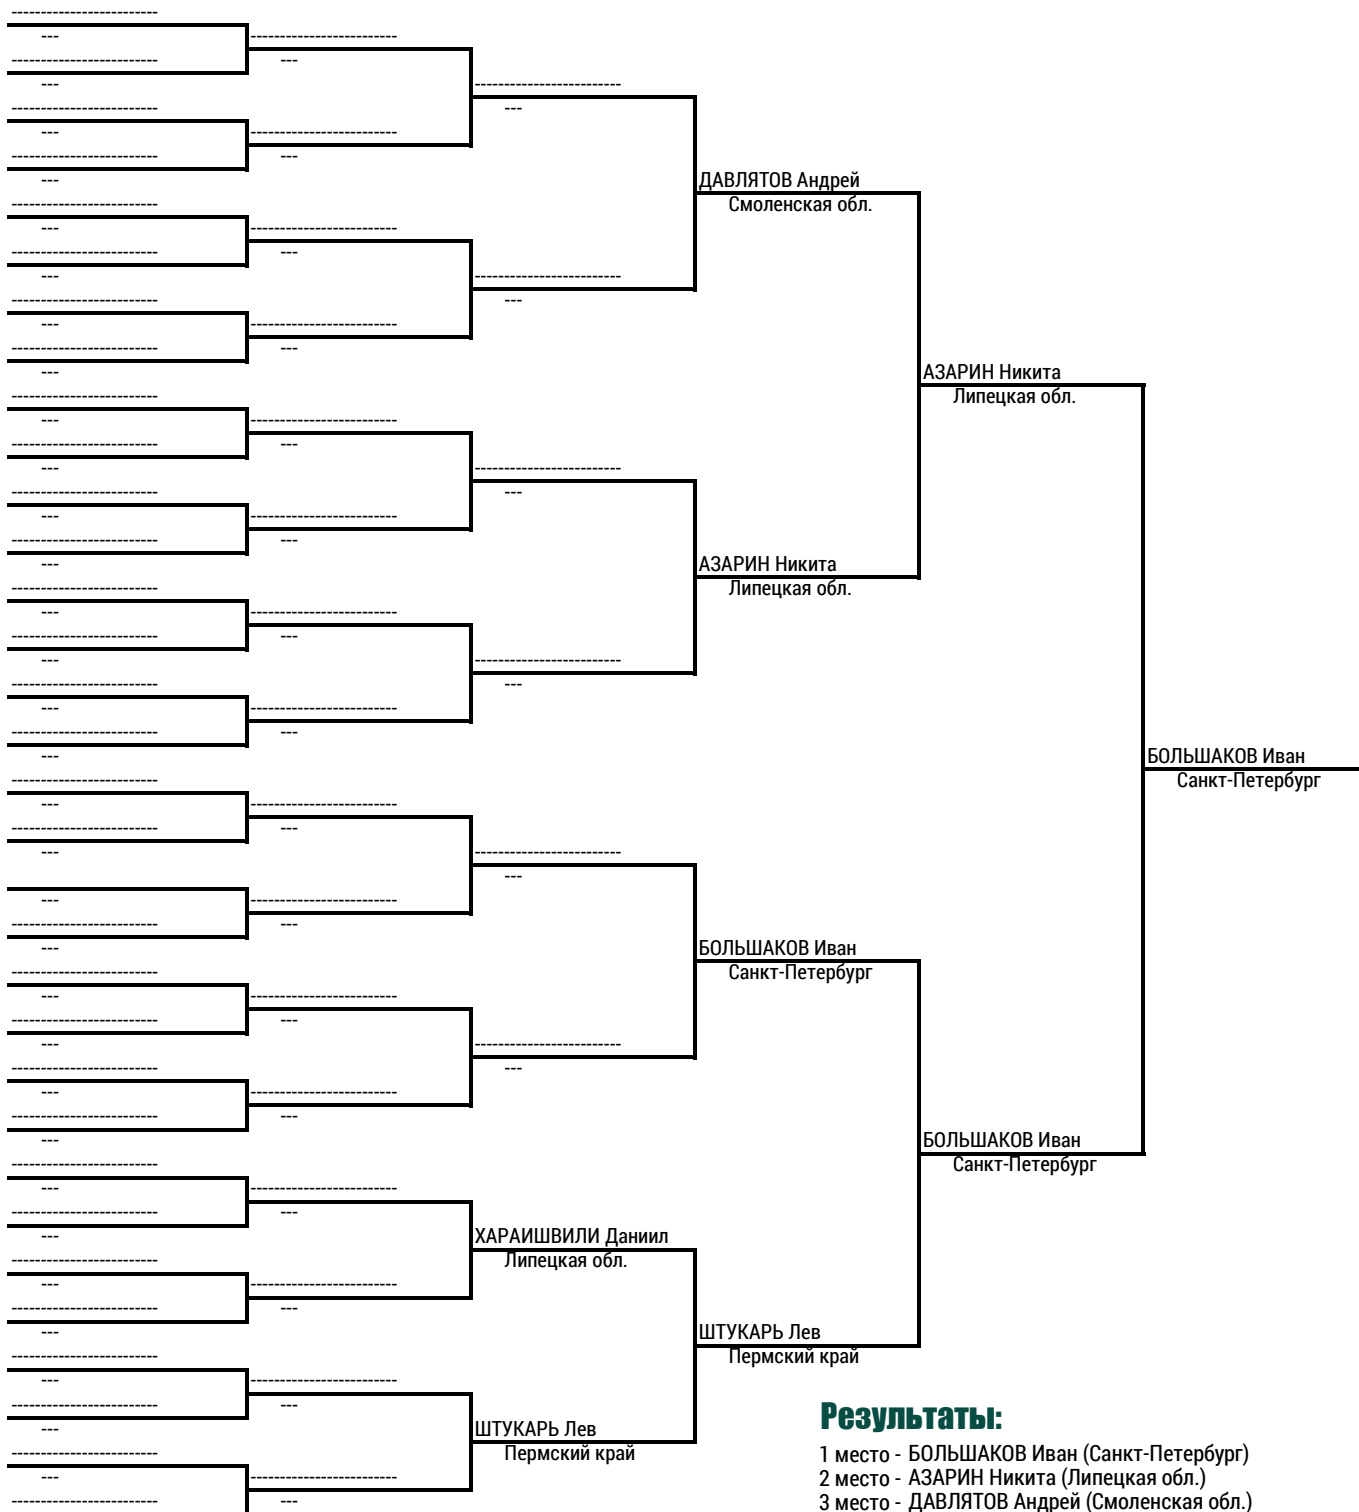 ДАВЛЯТОВ Андрей
Смоленская обл.
АЗАРИН Никита
Липецкая обл.
АЗАРИН Никита
Липецкая обл.
БОЛЬШАКОВ Иван
Санкт-Петербург
БОЛЬШАКОВ Иван
Санкт-Петербург
БОЛЬШАКОВ Иван
Санкт-Петербург
ХАРАИШВИЛИ Даниил
Липецкая обл.
ШТУКАРЬ Лев
Пермский край
ШТУКАРЬ Лев
Пермский край
Результаты:
1 место - БОЛЬШАКОВ Иван (Санкт-Петербург)
2 место - АЗАРИН Никита (Липецкая обл.)
3 место - ДАВЛЯТОВ Андрей (Смоленская обл.)